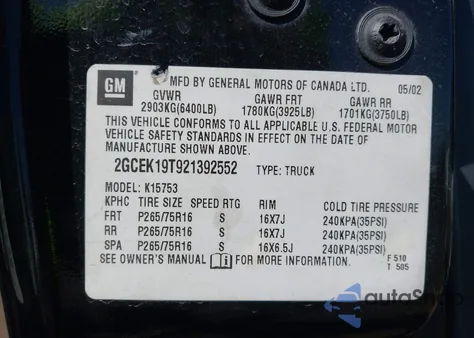 GM
MFD BY GENERAL MOTORS OF CANADA LTD. 05/02
GVWR GAWR FRT GAWR RR
2903KG(6400LB) 1780KG(3925LB) 1701KG(3750LB)
THIS VEHICLE CONFORMS TO ALL APPLICABLE U.S. FEDERAL MOTOR
VEHICLE SAFETY STANDARDS IN EFFECT ON THE DATE OF
MANUFACTURE SHOWN ABOVE.
2GCEK19T921392552 TYPE: TRUCK
MODEL: K15753
KPHC TIRE SIZE SPEED RTG RIM COLD TIRE PRESSURE
FRT P265/75R16 S 16X7J 240KPA(35PSI)
RR P265/75R16 S 16X7J 240KPA(35PSI)
SPA P265/75R16 S 16X6.5J 240KPA(35PSI)
SEE OWNER'S MANUAL FOR MORE INFORMATION.
F 510
T 505